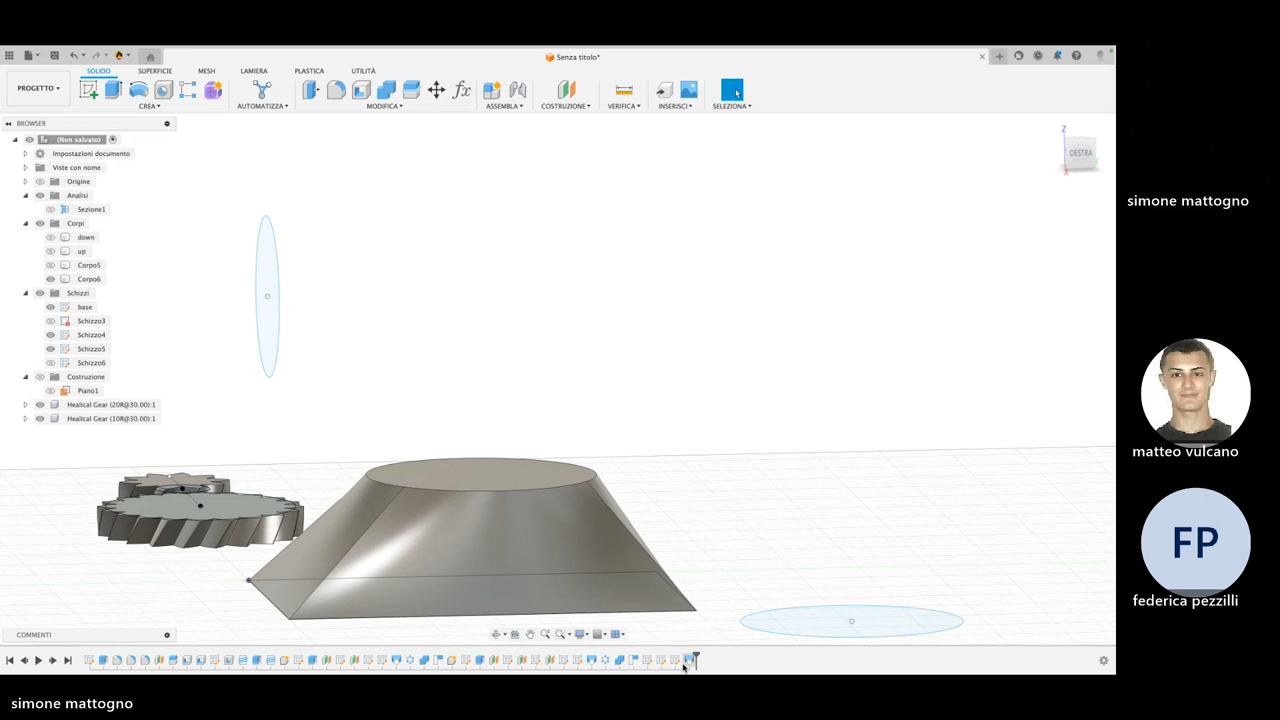 Senza titolo*
PROGETTO
SOLIDO SUPERFICIE MESH LAMIERA PLASTICA UTILITÀ
CREA AUTOMATIZZA MODIFICA ASSEMBLA COSTRUZIONE VERIFICA INSERISCI SELEZIONA
BROWSER
(Non salvato)
Impostazioni documento
Viste con nome
Origine
Analisi
Sezione1
Corpi
down
up
Corpo5
Corpo6
Schizzi
base
Schizzo3
Schizzo4
Schizzo5
Schizzo6
Costruzione
Piano1
Healical Gear (20R@30.00):1
Healical Gear (10R@30.00):1
Z
DESTRA
X
COMMENTI
simone mattogno
matteo vulcano
FP
federica pezzilli
simone mattogno